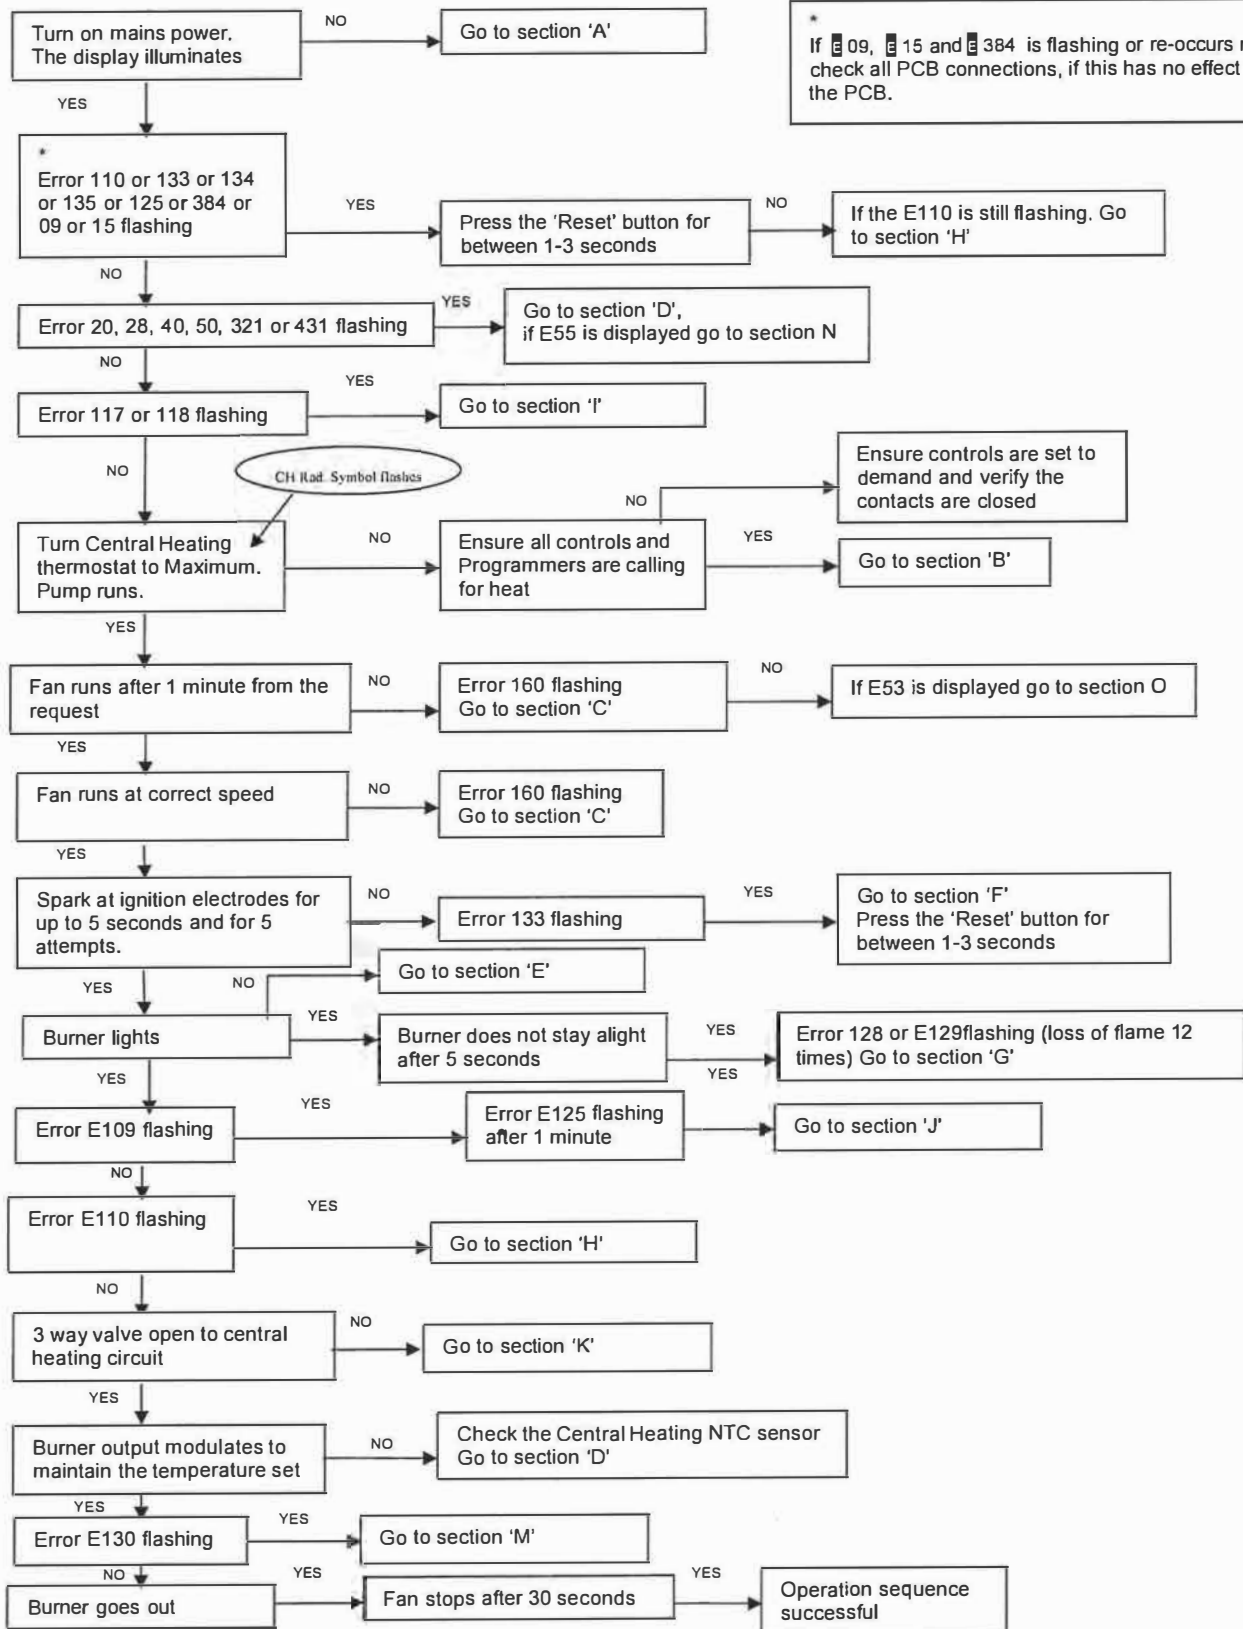 Turn on mains power.
The display illuminates
NO
Go to section 'A'
*
If E 09, E 15 and E 384 is flashing or re-occurs
check all PCB connections, if this has no effect
the PCB.
YES
*
Error 110 or 133 or 134
or 135 or 125 or 384 or
09 or 15 flashing
YES
Press the 'Reset' button for
between 1-3 seconds
NO
If the E110 is still flashing. Go
to section 'H'
NO
Error 20, 28, 40, 50, 321 or 431 flashing
YES
Go to section 'D',
if E55 is displayed go to section N
NO
Error 117 or 118 flashing
YES
Go to section 'I'
NO
CH Rad. Symbol flashes
Turn Central Heating
thermostat to Maximum.
Pump runs.
NO
Ensure all controls and
Programmers are calling
for heat
NO
Ensure controls are set to
demand and verify the
contacts are closed
YES
Go to section 'B'
YES
Fan runs after 1 minute from the
request
NO
Error 160 flashing
Go to section 'C'
NO
If E53 is displayed go to section O
YES
Fan runs at correct speed
NO
Error 160 flashing
Go to section 'C'
YES
Spark at ignition electrodes for
up to 5 seconds and for 5
attempts.
NO
Error 133 flashing
YES
Go to section 'F'
Press the 'Reset' button for
between 1-3 seconds
YES
NO
Go to section 'E'
Burner lights
YES
Burner does not stay alight
after 5 seconds
YES
YES
Error 128 or E129flashing (loss of flame 12
times) Go to section 'G'
YES
Error E109 flashing
YES
Error E125 flashing
after 1 minute
Go to section 'J'
NO
Error E110 flashing
YES
Go to section 'H'
NO
3 way valve open to central
heating circuit
NO
Go to section 'K'
YES
Burner output modulates to
maintain the temperature set
NO
Check the Central Heating NTC sensor
Go to section 'D'
YES
Error E130 flashing
YES
Go to section 'M'
NO
Burner goes out
YES
Fan stops after 30 seconds
YES
Operation sequence
successful